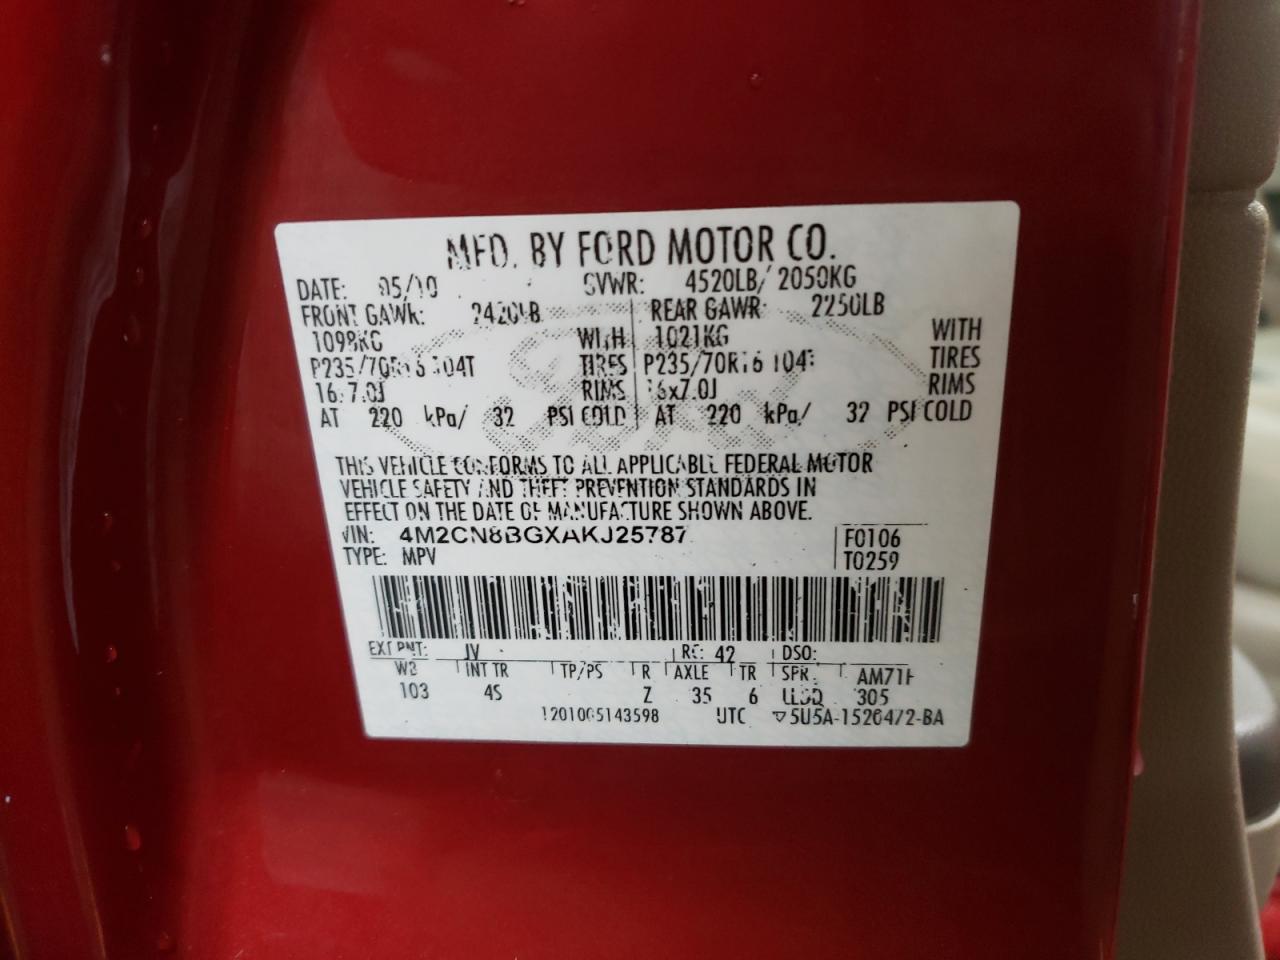 MFD. BY FORD MOTOR CO.
DATE: 05/10 GVWR: 4520LB/ 2050KG
FRONT GAWR: 2420LB REAR GAWR: 2250LB
1098KG WITH 1021KG WITH
P235/70R16 104T TIRES P235/70R16 104T TIRES
16x7.0J RIMS 16x7.0J RIMS
AT 220 kPa/ 32 PSI COLD AT 220 kPa/ 32 PSI COLD
THIS VEHICLE CONFORMS TO ALL APPLICABLE FEDERAL MOTOR
VEHICLE SAFETY AND THEFT PREVENTION STANDARDS IN
EFFECT ON THE DATE OF MANUFACTURE SHOWN ABOVE.
VIN: 4M2CN8BGXAKJ25787 F0106
TYPE: MPV T0259
EXT PNT: JV RC: 42 DSO:
WB INT TR TP/PS R AXLE TR SPR AM71F
103 4S Z 35 6 305
UTC ▽5U5A-1520472-BA